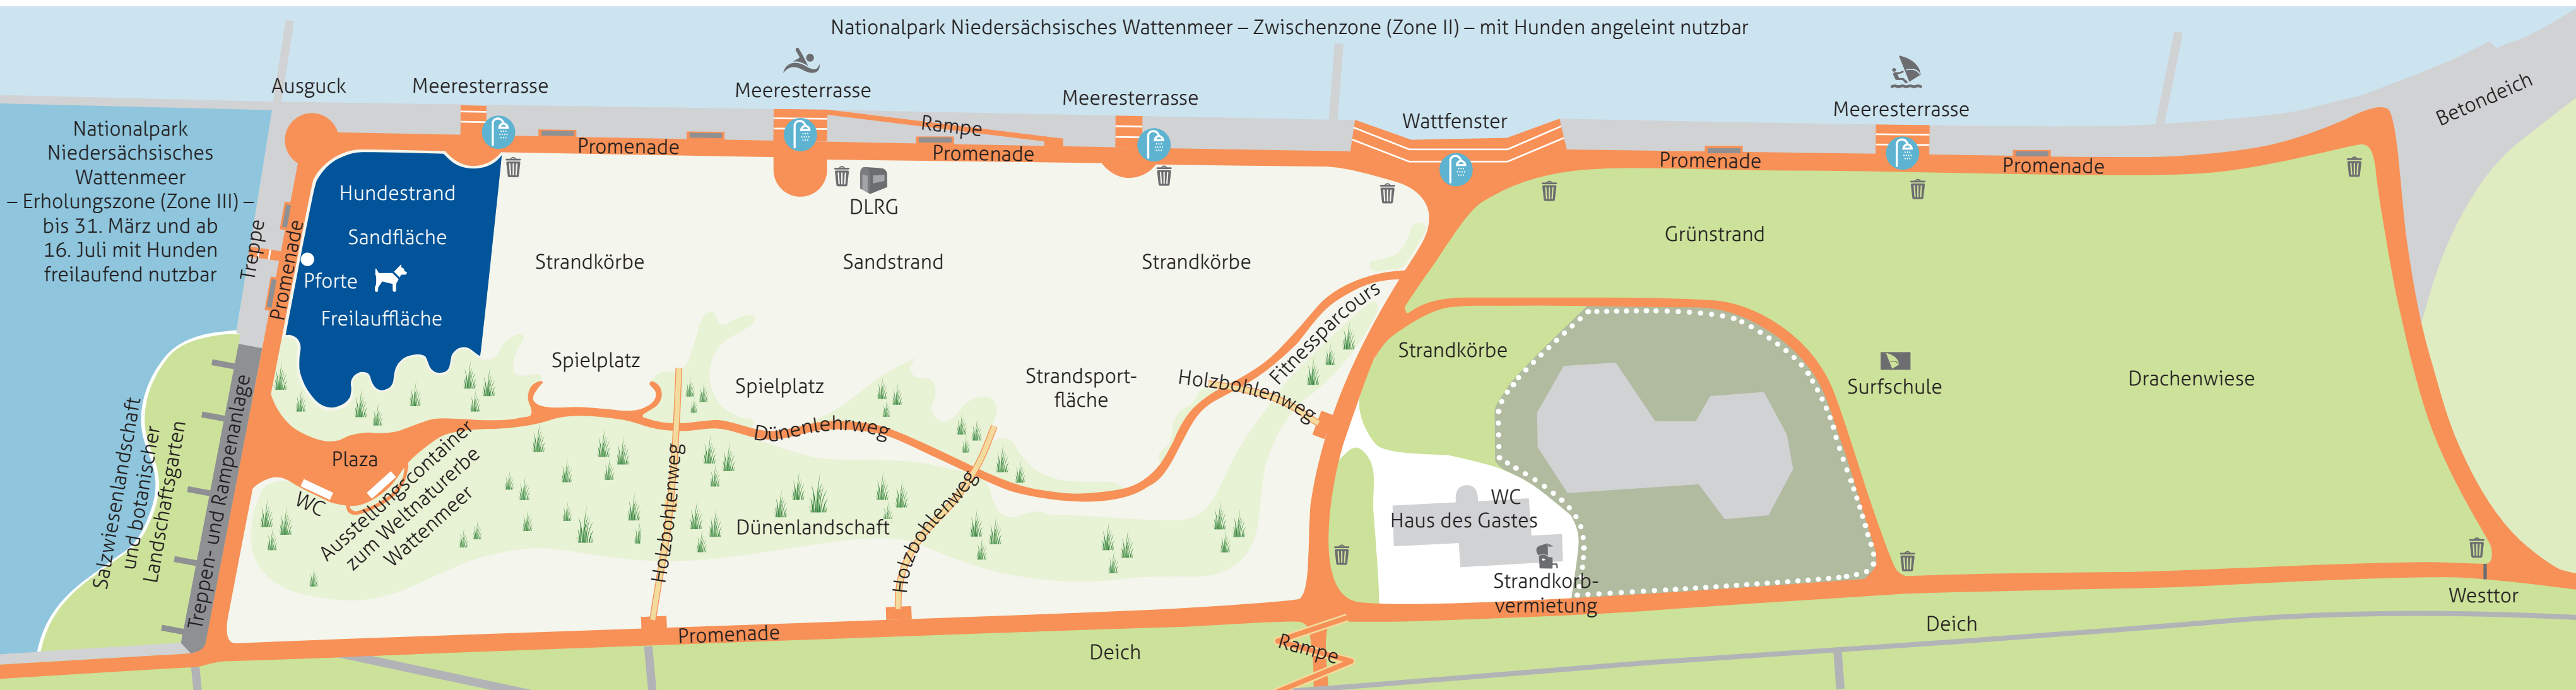 Nationalpark Niedersächsisches Wattenmeer – Zwischenzone (Zone II) – mit Hunden angeleint nutzbar
Ausguck
Meeresterrasse
Meeresterrasse
Meeresterrasse
Wattfenster
Meeresterrasse
Betondeich
Nationalpark
Niedersächsisches
Wattenmeer
– Erholungszone (Zone III) –
bis 31. März und ab
16. Juli mit Hunden
freilaufend nutzbar
Treppe
Promenade
Promenade
Rampe
Promenade
Promenade
Promenade
Hundestrand
Sandfläche
Pforte
Freilauffläche
DLRG
Strandkörbe
Sandstrand
Strandkörbe
Grünstrand
Spielplatz
Spielplatz
Strandsport-
fläche
Holzbohlenweg
Fitnessparcours
Strandkörbe
Surfschule
Drachenwiese
Salzwiesenlandschaft
und botanischer
Landschaftsgarten
Treppen- und Rampenanlage
Plaza
WC
Ausstellungscontainer
zum Weltnaturerbe
Wattenmeer
Dünenlehrweg
Holzbohlenweg
Dünenlandschaft
Holzbohlenweg
WC
Haus des Gastes
Strandkorb-
vermietung
Westtor
Promenade
Deich
Rampe
Deich